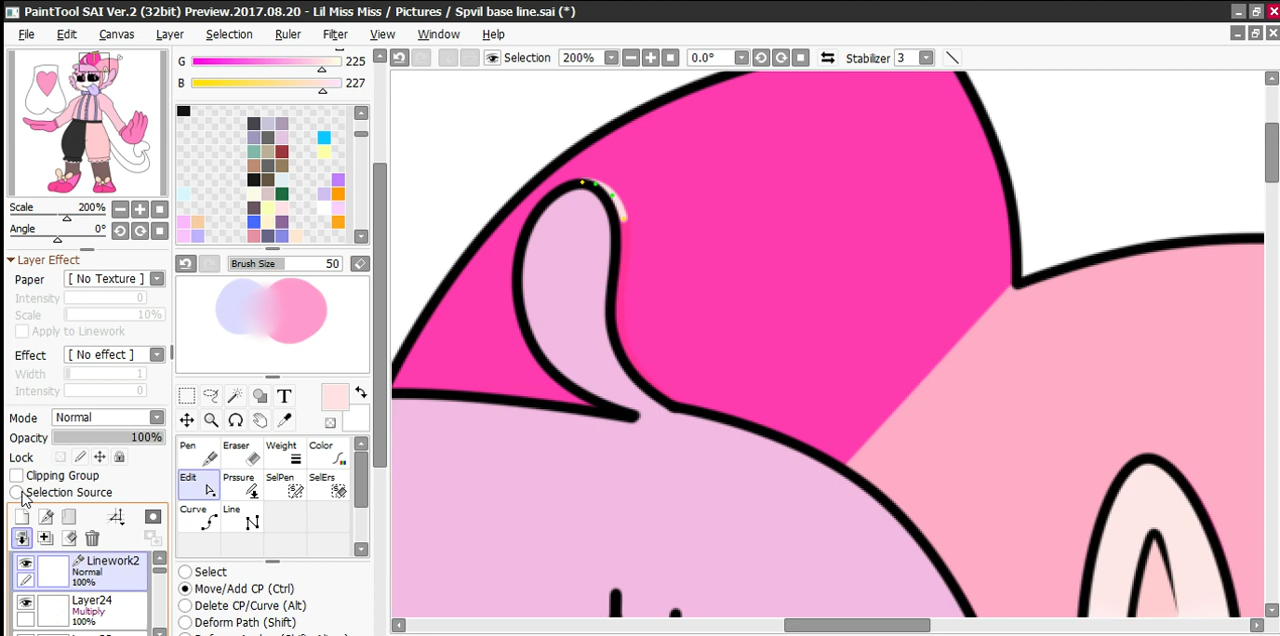 PaintTool SAI Ver.2 (32bit) Preview.2017.08.20 - Lil Miss Miss / Pictures / Spvil base line.sai (*)
File Edit Canvas Layer Selection Ruler Filter View Window Help
G 225
B 227
Selection 200% 0.0° Stabilizer 3
Scale 200%
Angle 0°
Layer Effect
Paper [ No Texture ]
Intensity 0
Scale 10%
Apply to Linework
Effect [ No effect ]
Width 1
Intensity 0
Mode Normal
Opacity 100%
Lock
Clipping Group
Selection Source
Linework2
Normal
100%
Layer24
Multiply
100%
Brush Size 50
T
Pen Eraser Weight Color
Edit Prssure SelPen SelErs
Curve Line
Select
Move/Add CP (Ctrl)
Delete CP/Curve (Alt)
Deform Path (Shift)